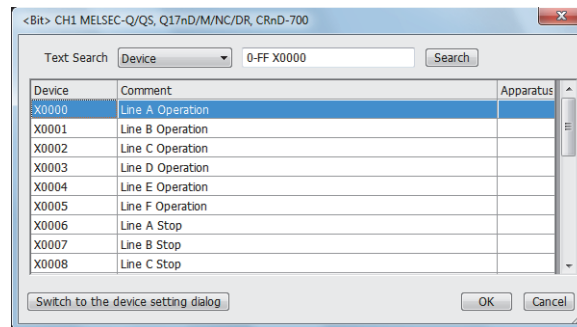 <Bit> CH1 MELSEC-Q/QS, Q17nD/M/NC/DR, CRnD-700
Text Search Device 0-FF X0000 Search
Device Comment Apparatus
X0000 Line A Operation
X0001 Line B Operation
X0002 Line C Operation
X0003 Line D Operation
X0004 Line E Operation
X0005 Line F Operation
X0006 Line A Stop
X0007 Line B Stop
X0008 Line C Stop
Switch to the device setting dialog OK Cancel